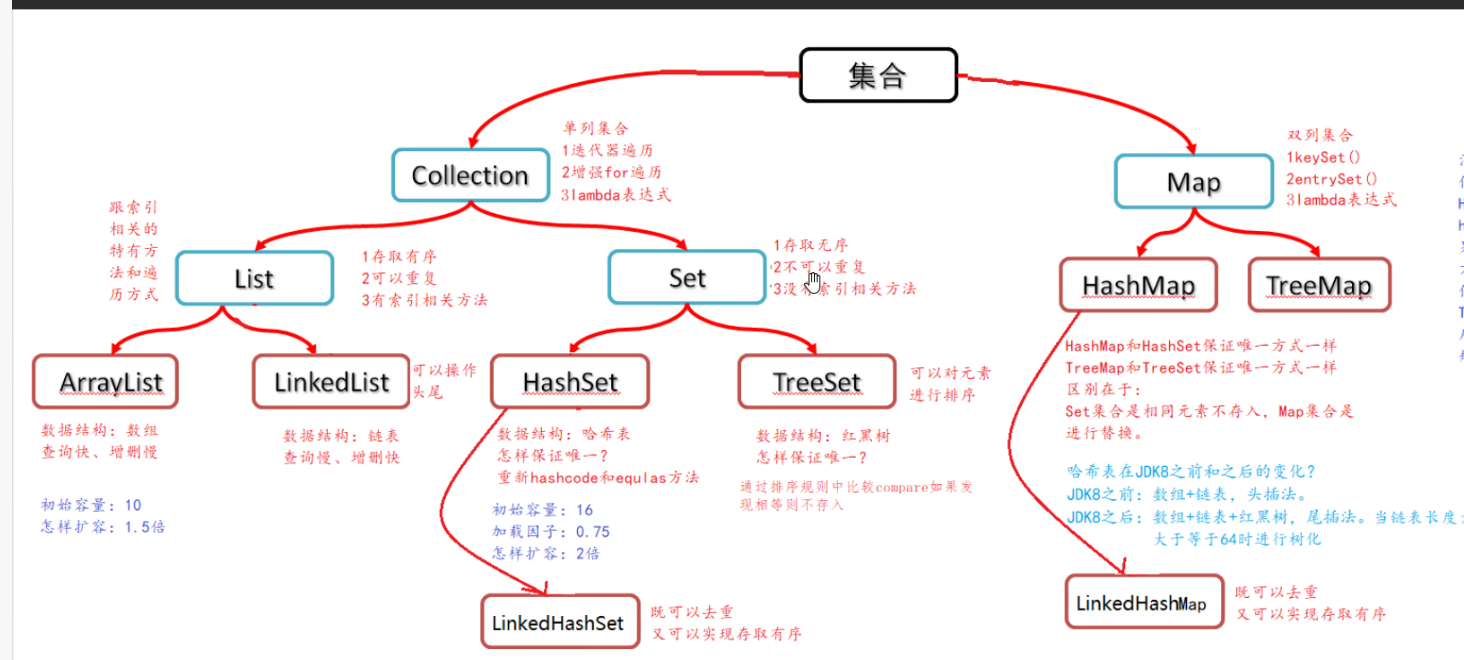 集合
单列集合
1迭代器遍历
2增强for遍历
3lambda表达式
Collection
双列集合
1keySet()
2entrySet()
3lambda表达式
Map
跟索引
相关的
特有方
法和遍
历方式
List
1存取有序
2可以重复
3有索引相关方法
Set
1存取无序
2不可以重复
3没有索引相关方法
HashMap
TreeMap
ArrayList
LinkedList
可以操作
头尾
HashSet
TreeSet
可以对元素
进行排序
数据结构：数组
查询快、增删慢
初始容量：10
怎样扩容：1.5倍
数据结构：链表
查询慢、增删快
数据结构：哈希表
怎样保证唯一？
重新hashcode和equlas方法
初始容量：16
加载因子：0.75
怎样扩容：2倍
数据结构：红黑树
怎样保证唯一？
通过排序规则中比较compare如果发
现相等则不存入
HashMap和HashSet保证唯一方式一样
TreeMap和TreeSet保证唯一方式一样
区别在于：
Set集合是相同元素不存入，Map集合是
进行替换。
哈希表在JDK8之前和之后的变化？
JDK8之前：数组+链表，头插法。
JDK8之后：数组+链表+红黑树，尾插法。当链表长度
大于等于64时进行树化
LinkedHashSet
既可以去重
又可以实现存取有序
LinkedHashMap
既可以去重
又可以实现存取有序